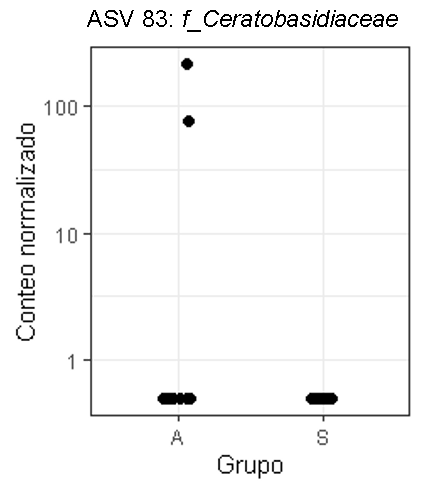 ASV 83: f_Ceratobasidiaceae
100
10
1
Conteo normalizado
A
S
Grupo